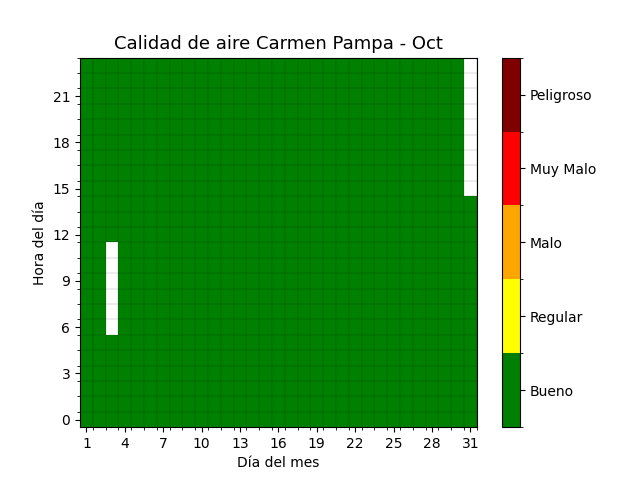 Calidad de aire Carmen Pampa - Oct
21
18
15
12
9
6
3
0
Hora del día
1 4 7 10 13 16 19 22 25 28 31
Día del mes
Peligroso
Muy Malo
Malo
Regular
Bueno